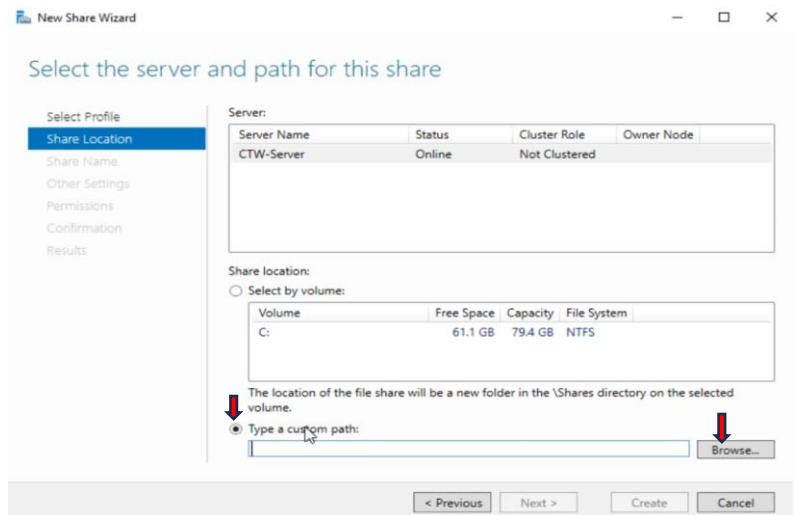 New Share Wizard
Select the server and path for this share
Select Profile
Share Location
Share Name
Other Settings
Permissions
Confirmation
Results
Server:
Server Name Status Cluster Role Owner Node
CTW-Server Online Not Clustered
Share location:
Select by volume:
Volume Free Space Capacity File System
C: 61.1 GB 79.4 GB NTFS
The location of the file share will be a new folder in the \Shares directory on the selected
volume.
Type a custom path:
Browse...
< Previous Next > Create Cancel